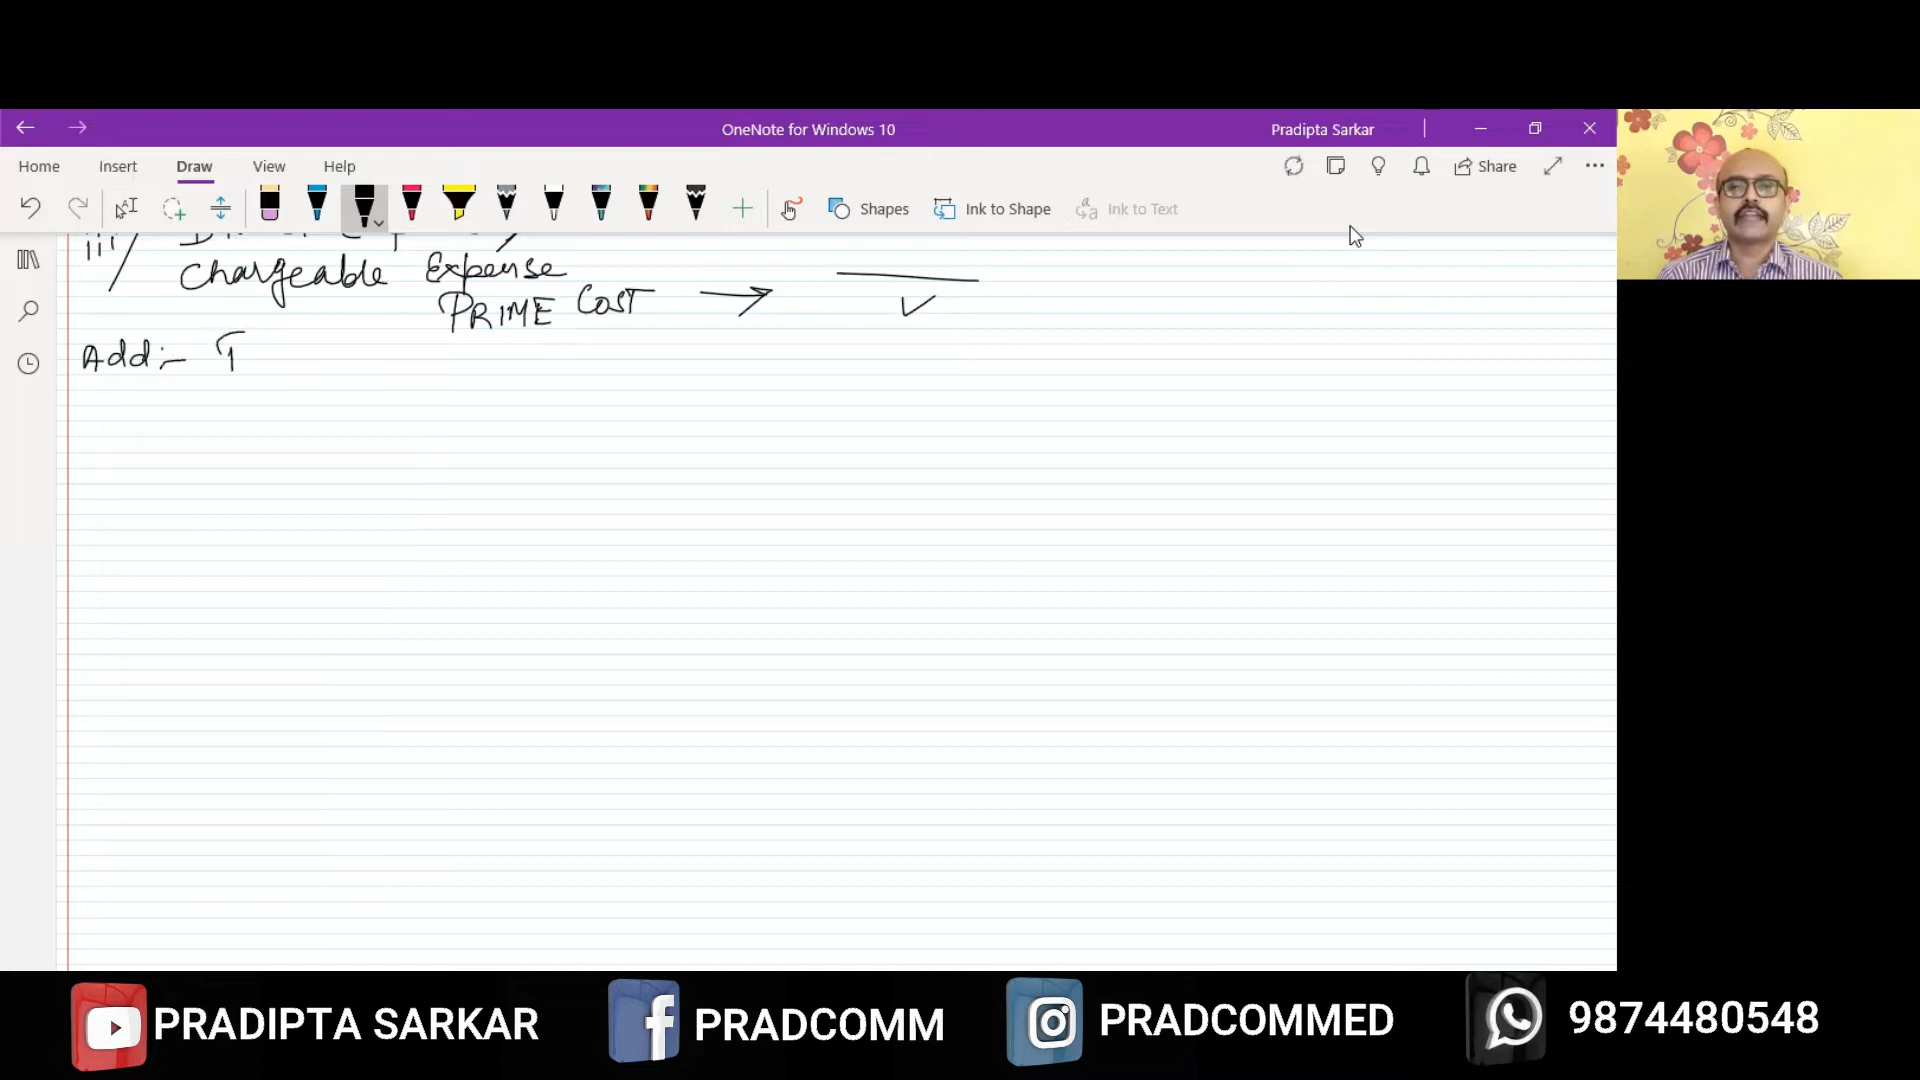 OneNote for Windows 10
Pradipta Sarkar
Home Insert Draw View Help
Share
Shapes Ink to Shape Ink to Text
iii/
Chargeable Expense
PRIME COST →
Add:- T
PRADIPTA SARKAR PRADCOMM PRADCOMMED 9874480548